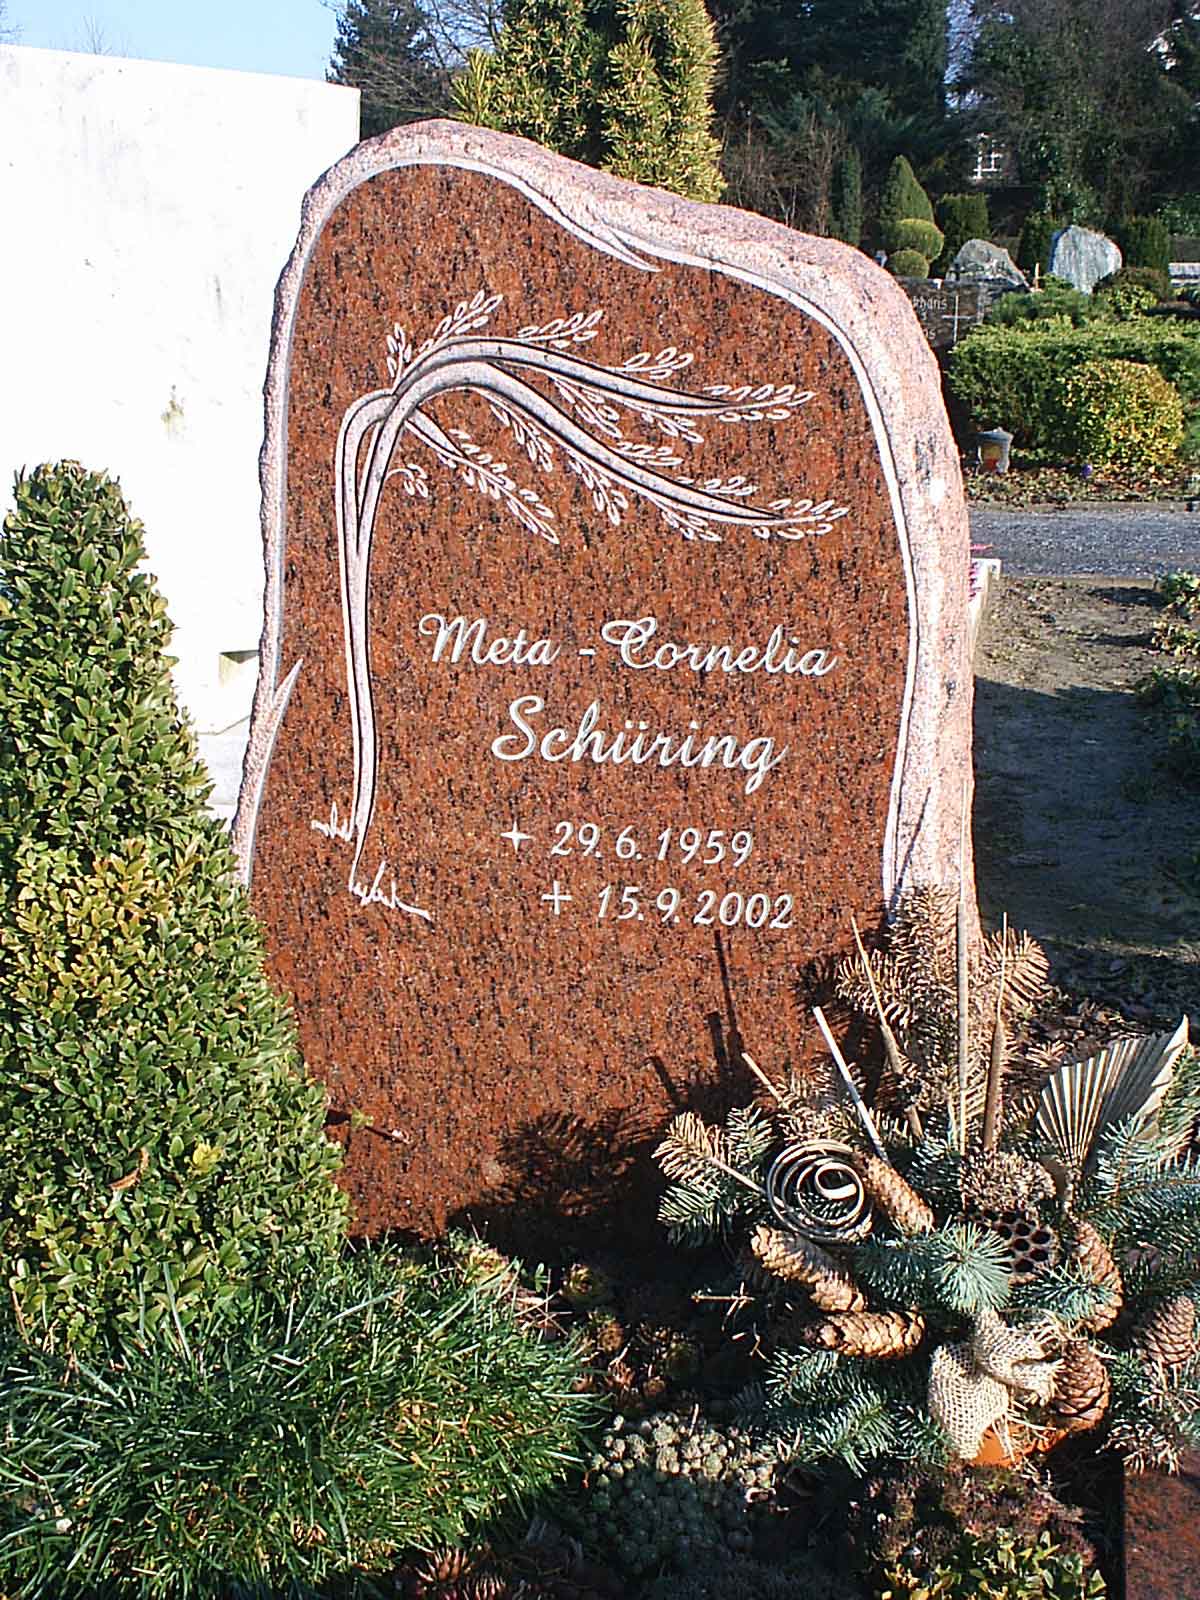 Meta - Cornelia
Schüring
✦ 29.6.1959
+ 15.9.2002